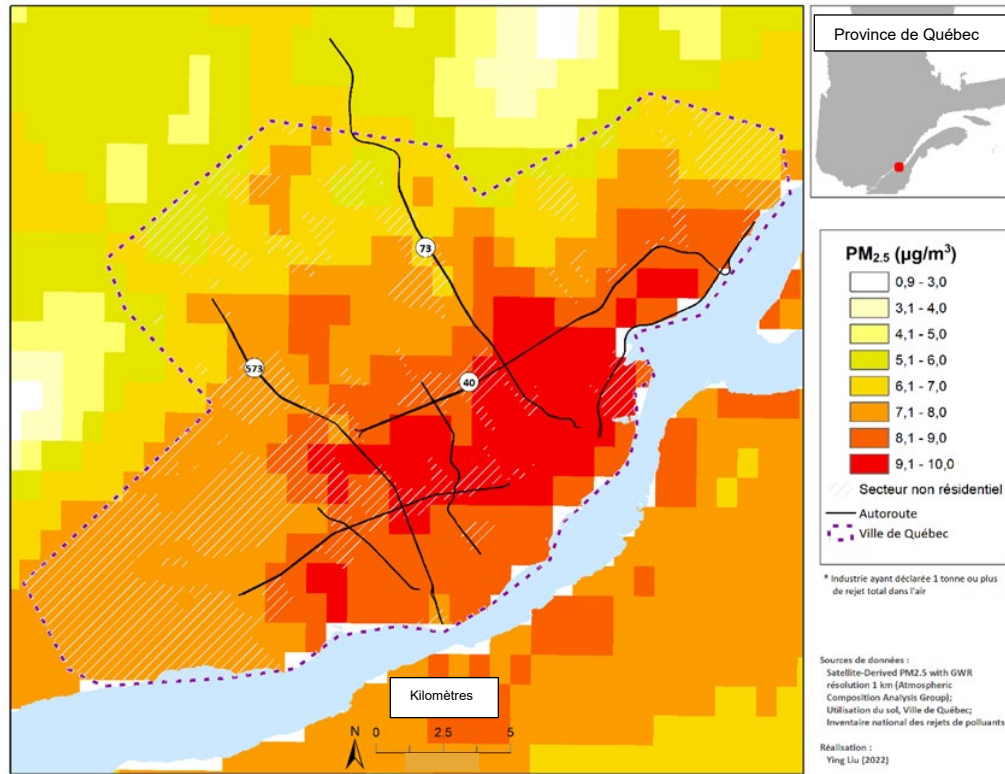 Province de Québec
73
573
40
PM2.5 (µg/m³)
0,9 - 3,0
3,1 - 4,0
4,1 - 5,0
5,1 - 6,0
6,1 - 7,0
7,1 - 8,0
8,1 - 9,0
9,1 - 10,0
Secteur non résidentiel
Autoroute
Ville de Québec
* Industrie ayant déclarée 1 tonne ou plus
de rejet total dans l'air
Sources de données :
Satellite-Derived PM2.5 with GWR
résolution 1 km (Atmospheric
Composition Analysis Group);
Utilisation du sol, Ville de Québec;
Inventaire national des rejets de polluants
Réalisation :
Ying Liu (2022)
Kilomètres
N
0 2.5 5